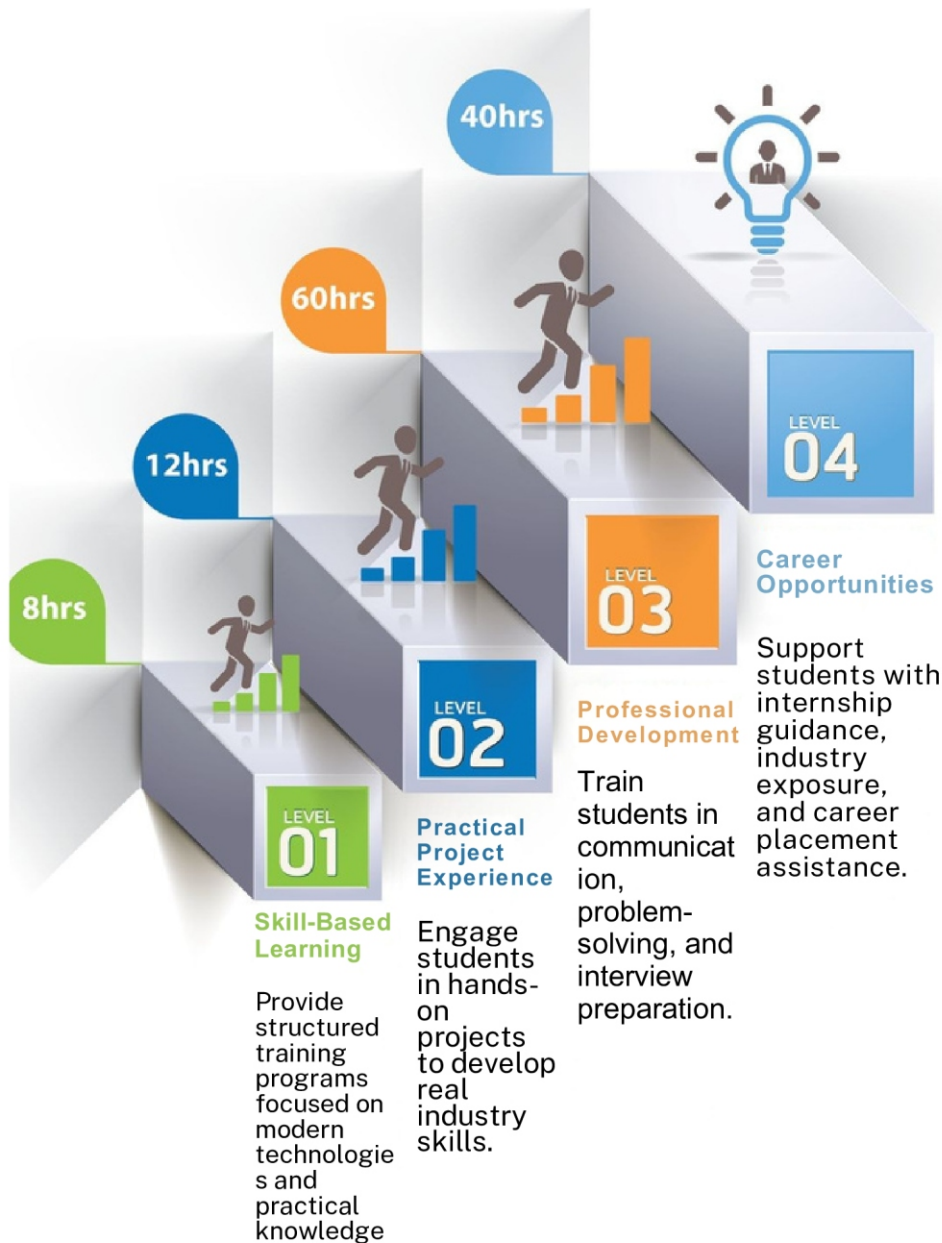 40hrs
60hrs
12hrs
8hrs
LEVEL
04
Career
Opportunities
Support
students with
internship
guidance,
industry
exposure,
and career
placement
assistance.
LEVEL
03
Professional
Development
Train
students in
communicat
ion,
problem-
solving, and
interview
preparation.
LEVEL
02
Practical
Project
Experience
Engage
students
in hands-
on
projects
to develop
real
industry
skills.
LEVEL
01
Skill-Based
Learning
Provide
structured
training
programs
focused on
modern
technologie
s and
practical
knowledge